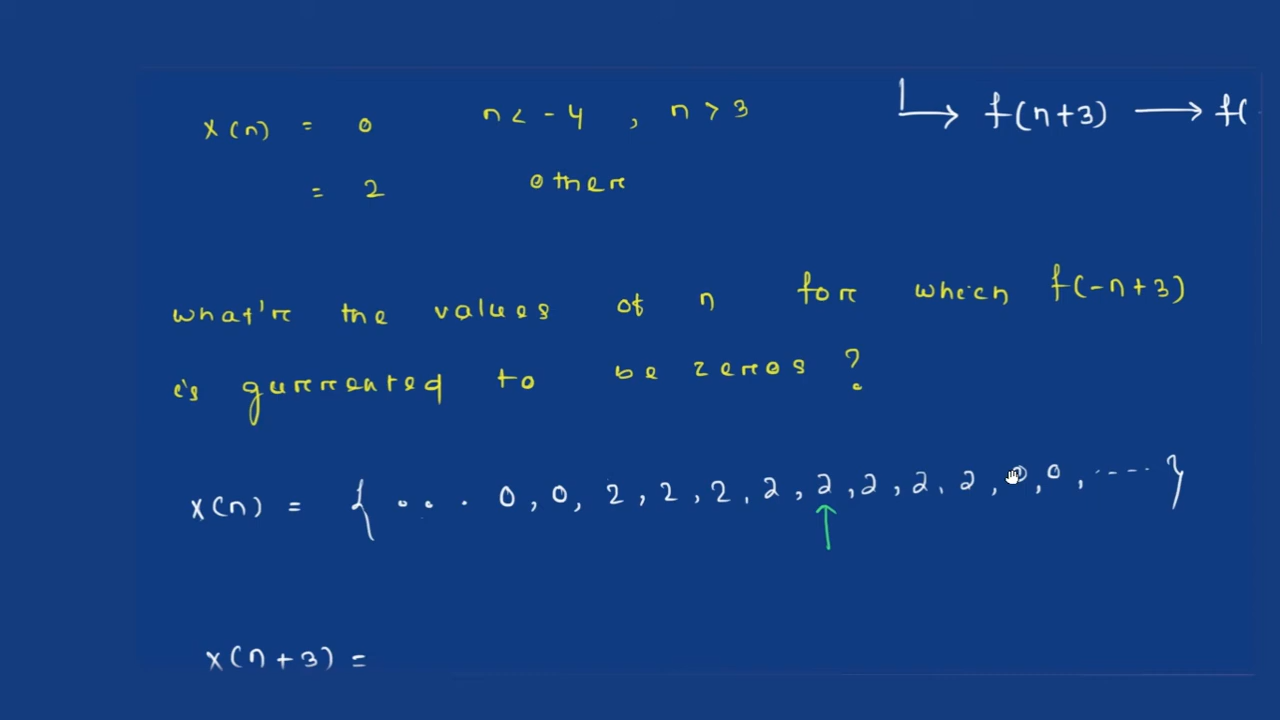 x(n) = 0 n < -4 , n > 3
↳ f(n+3) ⟶ f(
= 2 other
what're the values of n for which f(-n+3)
is gurrented to be zeros ?
x(n) = { . . . 0, 0, 2, 2, 2, 2, 2, 2, 2, 2, 0, 0, ..... }
↑
x(n+3) =